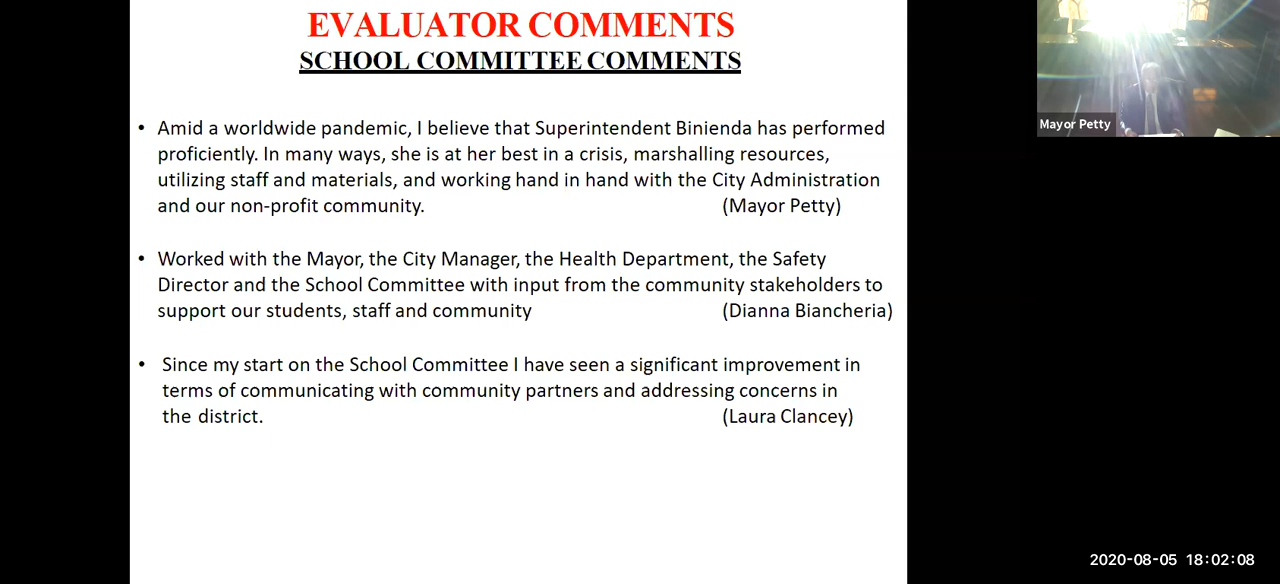 EVALUATOR COMMENTS
SCHOOL COMMITTEE COMMENTS
• Amid a worldwide pandemic, I believe that Superintendent Binienda has performed
proficiently. In many ways, she is at her best in a crisis, marshalling resources,
utilizing staff and materials, and working hand in hand with the City Administration
and our non-profit community. (Mayor Petty)
• Worked with the Mayor, the City Manager, the Health Department, the Safety
Director and the School Committee with input from the community stakeholders to
support our students, staff and community (Dianna Biancheria)
• Since my start on the School Committee I have seen a significant improvement in
terms of communicating with community partners and addressing concerns in
the district. (Laura Clancey)
Mayor Petty
2020-08-05 18:02:08